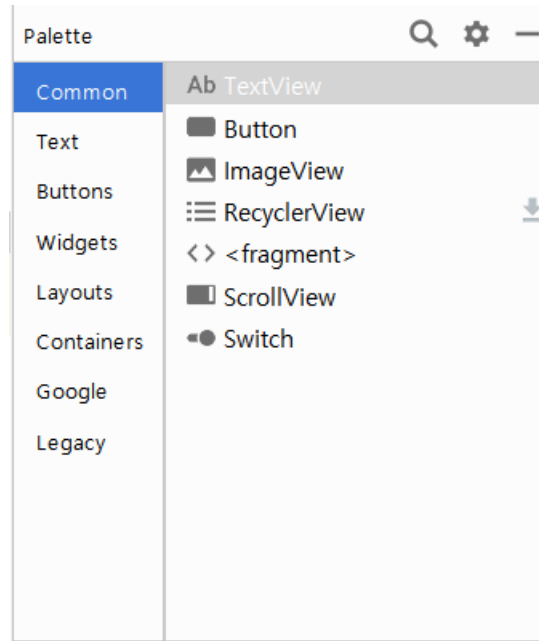 Palette
Common
Text
Buttons
Widgets
Layouts
Containers
Google
Legacy
Ab TextView
Button
ImageView
RecyclerView
<fragment>
ScrollView
Switch